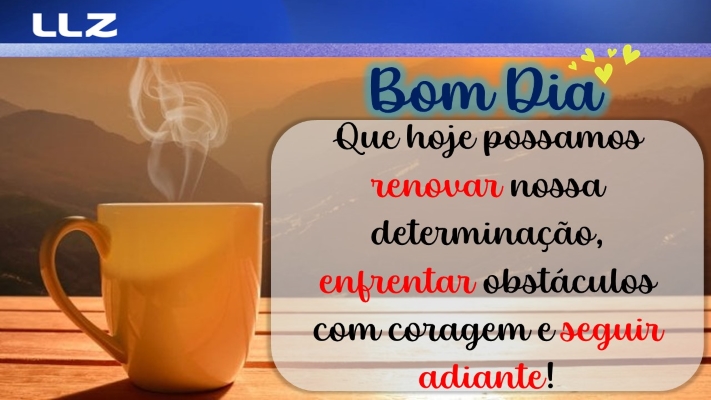 LLZ
Bom Dia
Que hoje possamos
renovar nossa
determinação,
enfrentar obstáculos
com coragem e seguir
adiante!